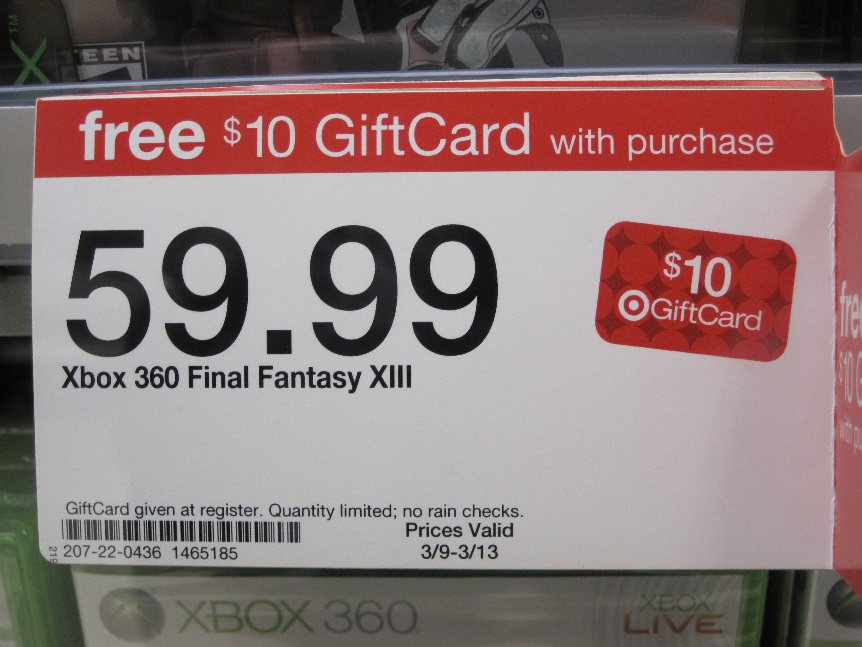 TEEN
free $10 GiftCard with purchase
59.99
Xbox 360 Final Fantasy XIII
$10
GiftCard
GiftCard given at register. Quantity limited; no rain checks.
Prices Valid
207-22-0436 1465185
3/9-3/13
free
$10
XBOX 360
XBOX
LIVE